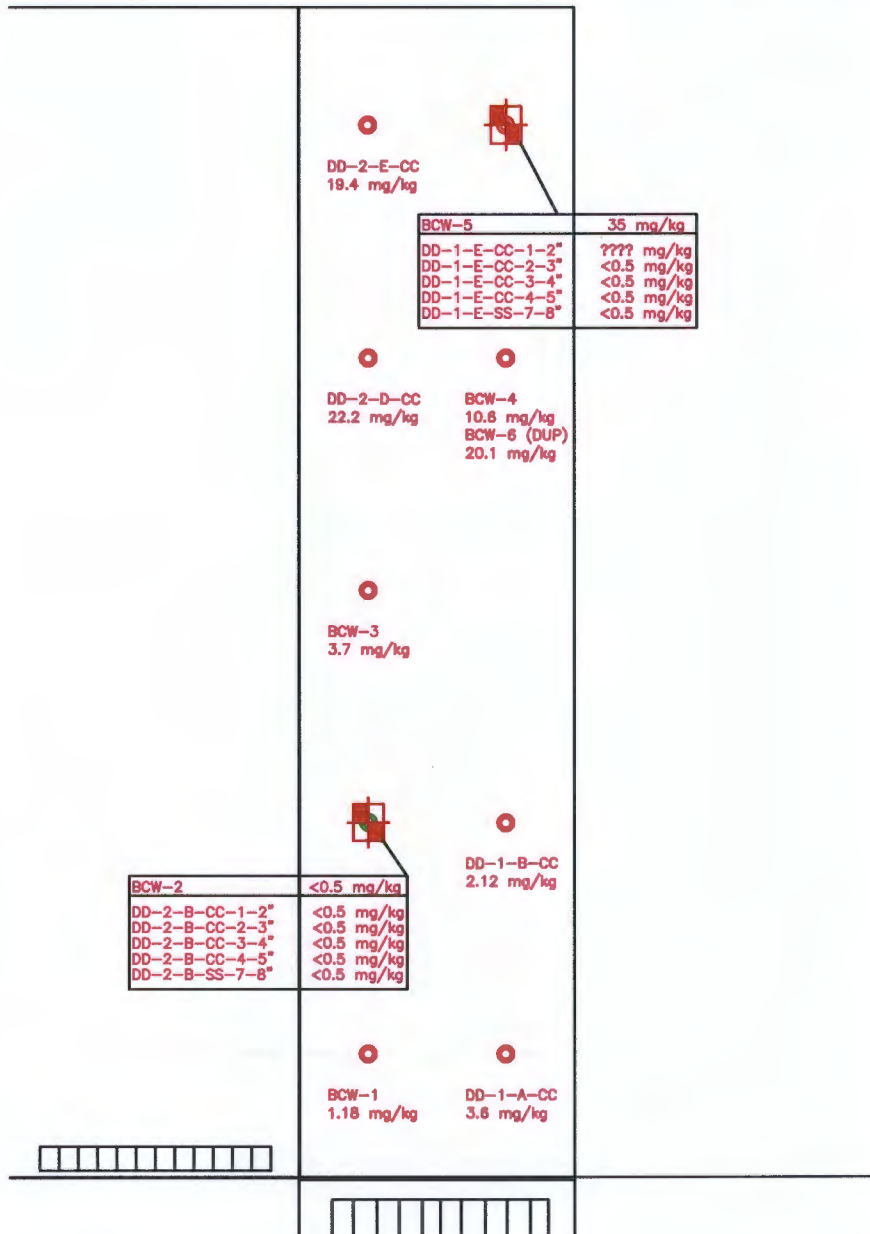 DD-2-E-CC
19.4 mg/kg
BCW-5 35 mg/kg
DD-1-E-CC-1-2" ???? mg/kg
DD-1-E-CC-2-3" <0.5 mg/kg
DD-1-E-CC-3-4" <0.5 mg/kg
DD-1-E-CC-4-5" <0.5 mg/kg
DD-1-E-SS-7-8" <0.5 mg/kg
DD-2-D-CC
22.2 mg/kg
BCW-4
10.6 mg/kg
BCW-6 (DUP)
20.1 mg/kg
BCW-3
3.7 mg/kg
DD-1-B-CC
2.12 mg/kg
BCW-2 <0.5 mg/kg
DD-2-B-CC-1-2" <0.5 mg/kg
DD-2-B-CC-2-3" <0.5 mg/kg
DD-2-B-CC-3-4" <0.5 mg/kg
DD-2-B-CC-4-5" <0.5 mg/kg
DD-2-B-SS-7-8" <0.5 mg/kg
BCW-1
1.18 mg/kg
DD-1-A-CC
3.6 mg/kg